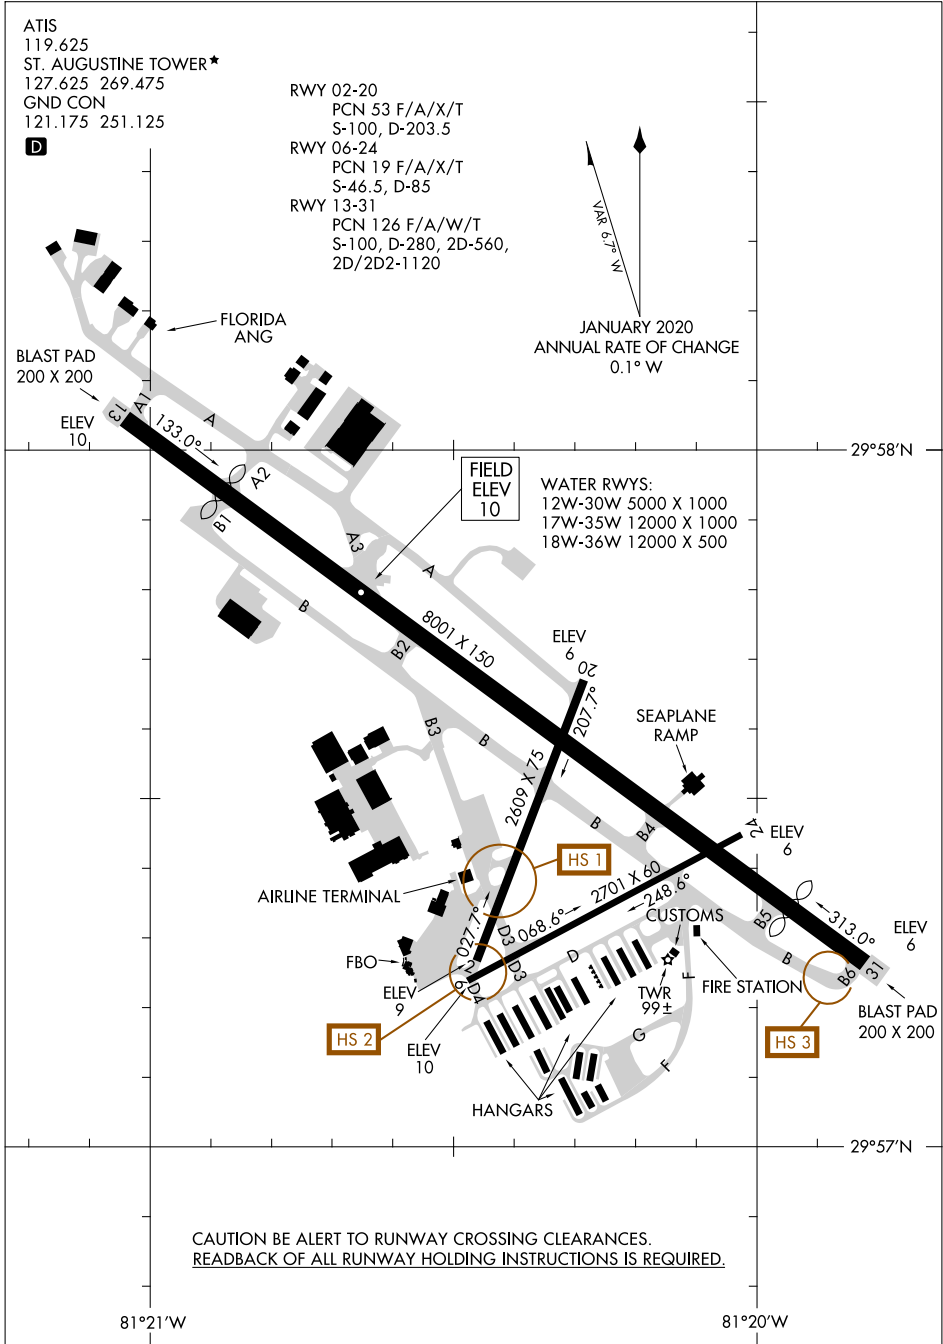 ATIS
119.625
ST. AUGUSTINE TOWER★
127.625 269.475
GND CON
121.175 251.125
D
RWY 02-20
PCN 53 F/A/X/T
S-100, D-203.5
RWY 06-24
PCN 19 F/A/X/T
S-46.5, D-85
RWY 13-31
PCN 126 F/A/W/T
S-100, D-280, 2D-560,
2D/2D2-1120
VAR 6.7° W
JANUARY 2020
ANNUAL RATE OF CHANGE
0.1° W
FLORIDA
ANG
BLAST PAD
200 X 200
ELEV
10
13
A1
A
133.0°
A2
B1
29°58'N
FIELD
ELEV
10
WATER RWYS:
12W-30W 5000 X 1000
17W-35W 12000 X 1000
18W-36W 12000 X 500
A3
A
B
8001 X 150
B2
ELEV
6
20
207.7°
SEAPLANE
RAMP
B3
B
2609 X 75
B
B4
24
ELEV
6
HS 1
2701 X 60
AIRLINE TERMINAL
068.6°
248.6°
CUSTOMS
B5
313.0°
ELEV
6
027.7°
D3
D3
D
F
B
B6
31
FBO
2
6
D4
ELEV
9
TWR
99±
FIRE STATION
BLAST PAD
200 X 200
HS 2
ELEV
10
G
F
HS 3
HANGARS
29°57'N
CAUTION BE ALERT TO RUNWAY CROSSING CLEARANCES.
READBACK OF ALL RUNWAY HOLDING INSTRUCTIONS IS REQUIRED.
81°21'W
81°20'W